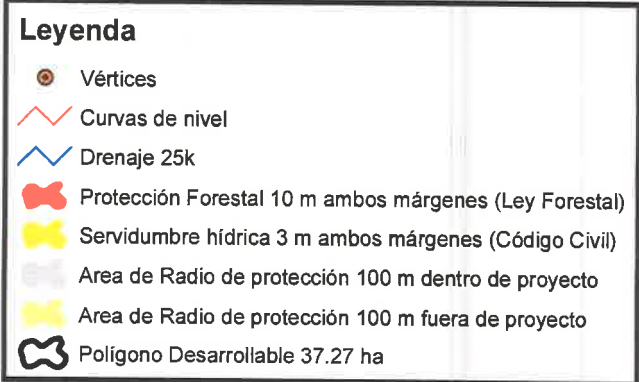 Leyenda
Vértices
Curvas de nivel
Drenaje 25k
Protección Forestal 10 m ambos márgenes (Ley Forestal)
Servidumbre hídrica 3 m ambos márgenes (Código Civil)
Area de Radio de protección 100 m dentro de proyecto
Area de Radio de protección 100 m fuera de proyecto
Polígono Desarrollable 37.27 ha